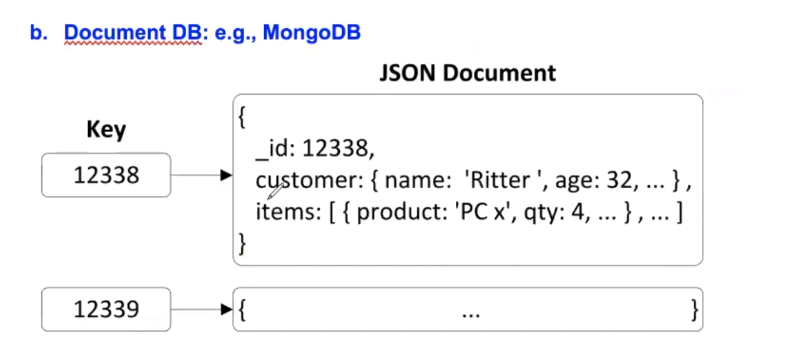 b. Document DB: e.g., MongoDB
JSON Document
Key
{
12338
_id: 12338,
customer: { name: 'Ritter ', age: 32, ... } ,
items: [ { product: 'PC x', qty: 4, ... } , ... ]
}
12339
{ ... }